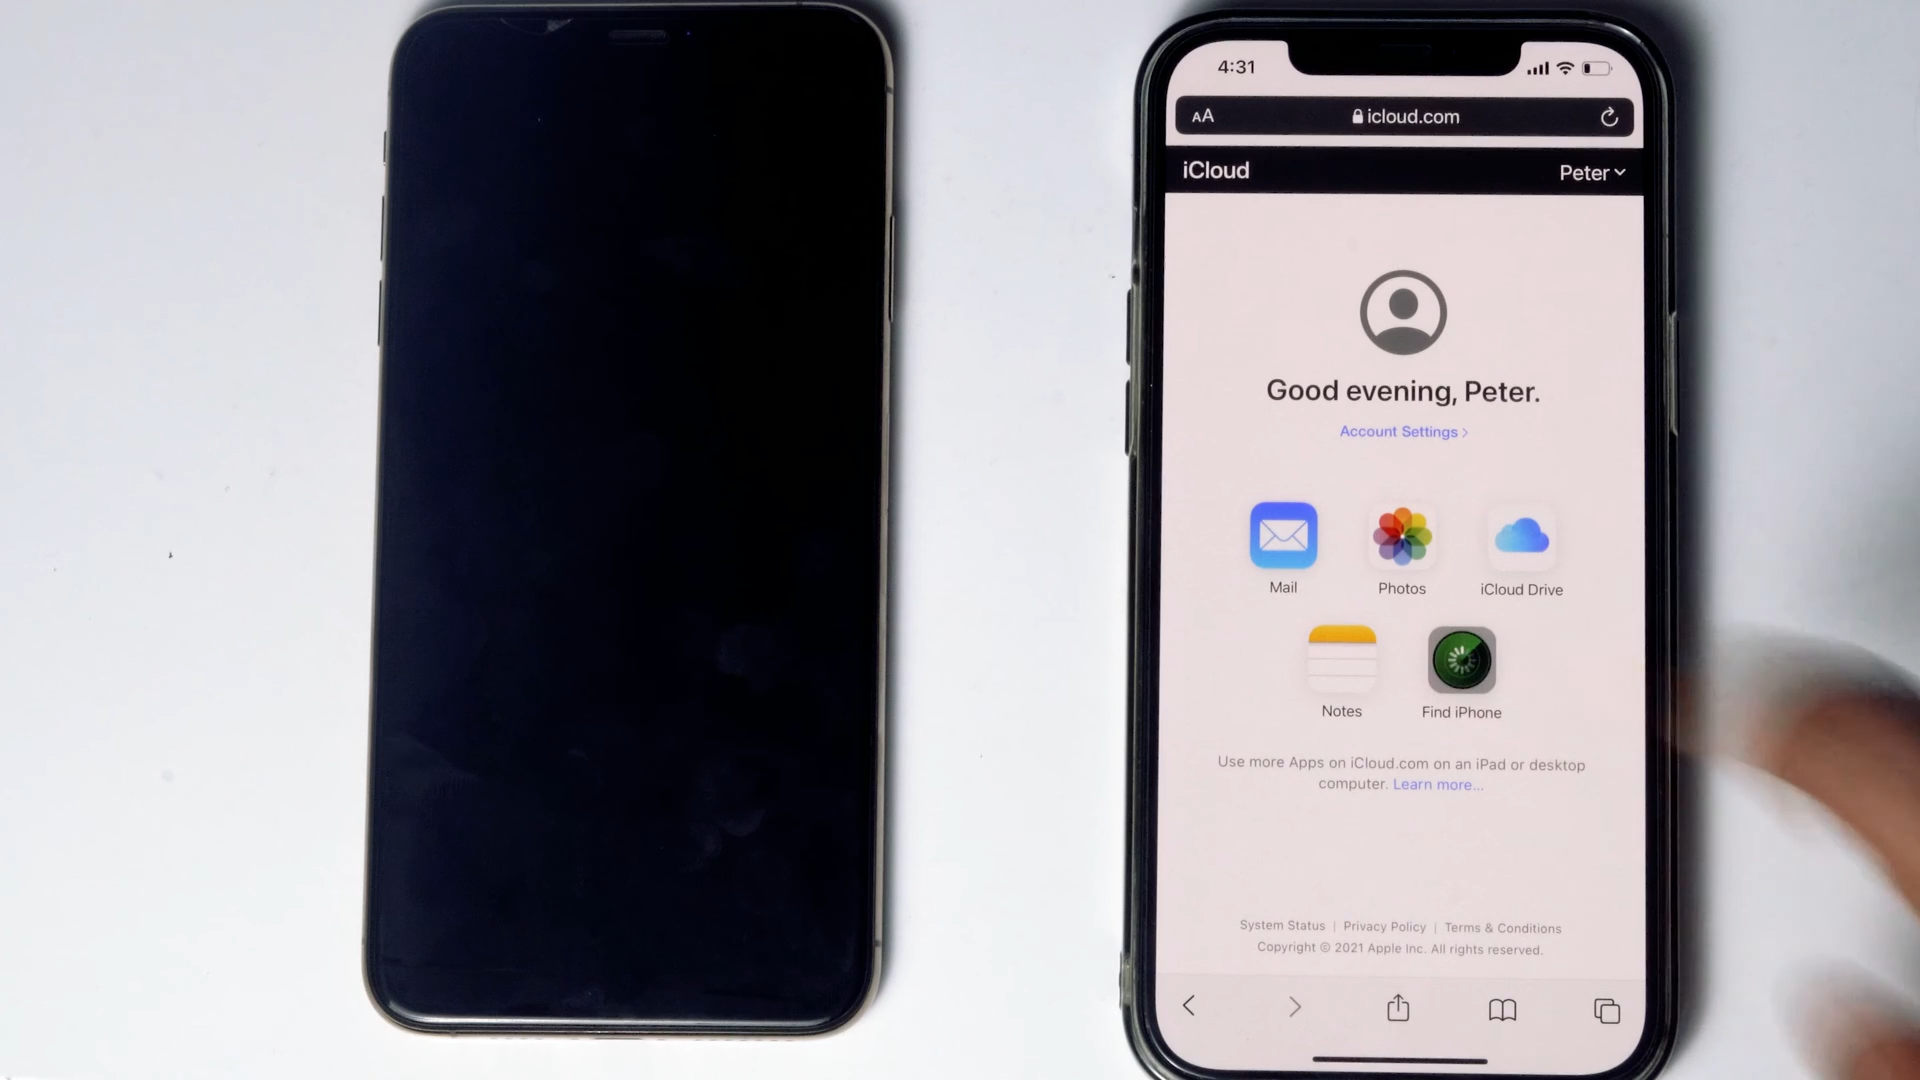 4:31
AA icloud.com
iCloud Peter
Good evening, Peter.
Account Settings >
Mail Photos iCloud Drive
Notes Find iPhone
Use more Apps on iCloud.com on an iPad or desktop
computer. Learn more...
System Status | Privacy Policy | Terms & Conditions
Copyright © 2021 Apple Inc. All rights reserved.